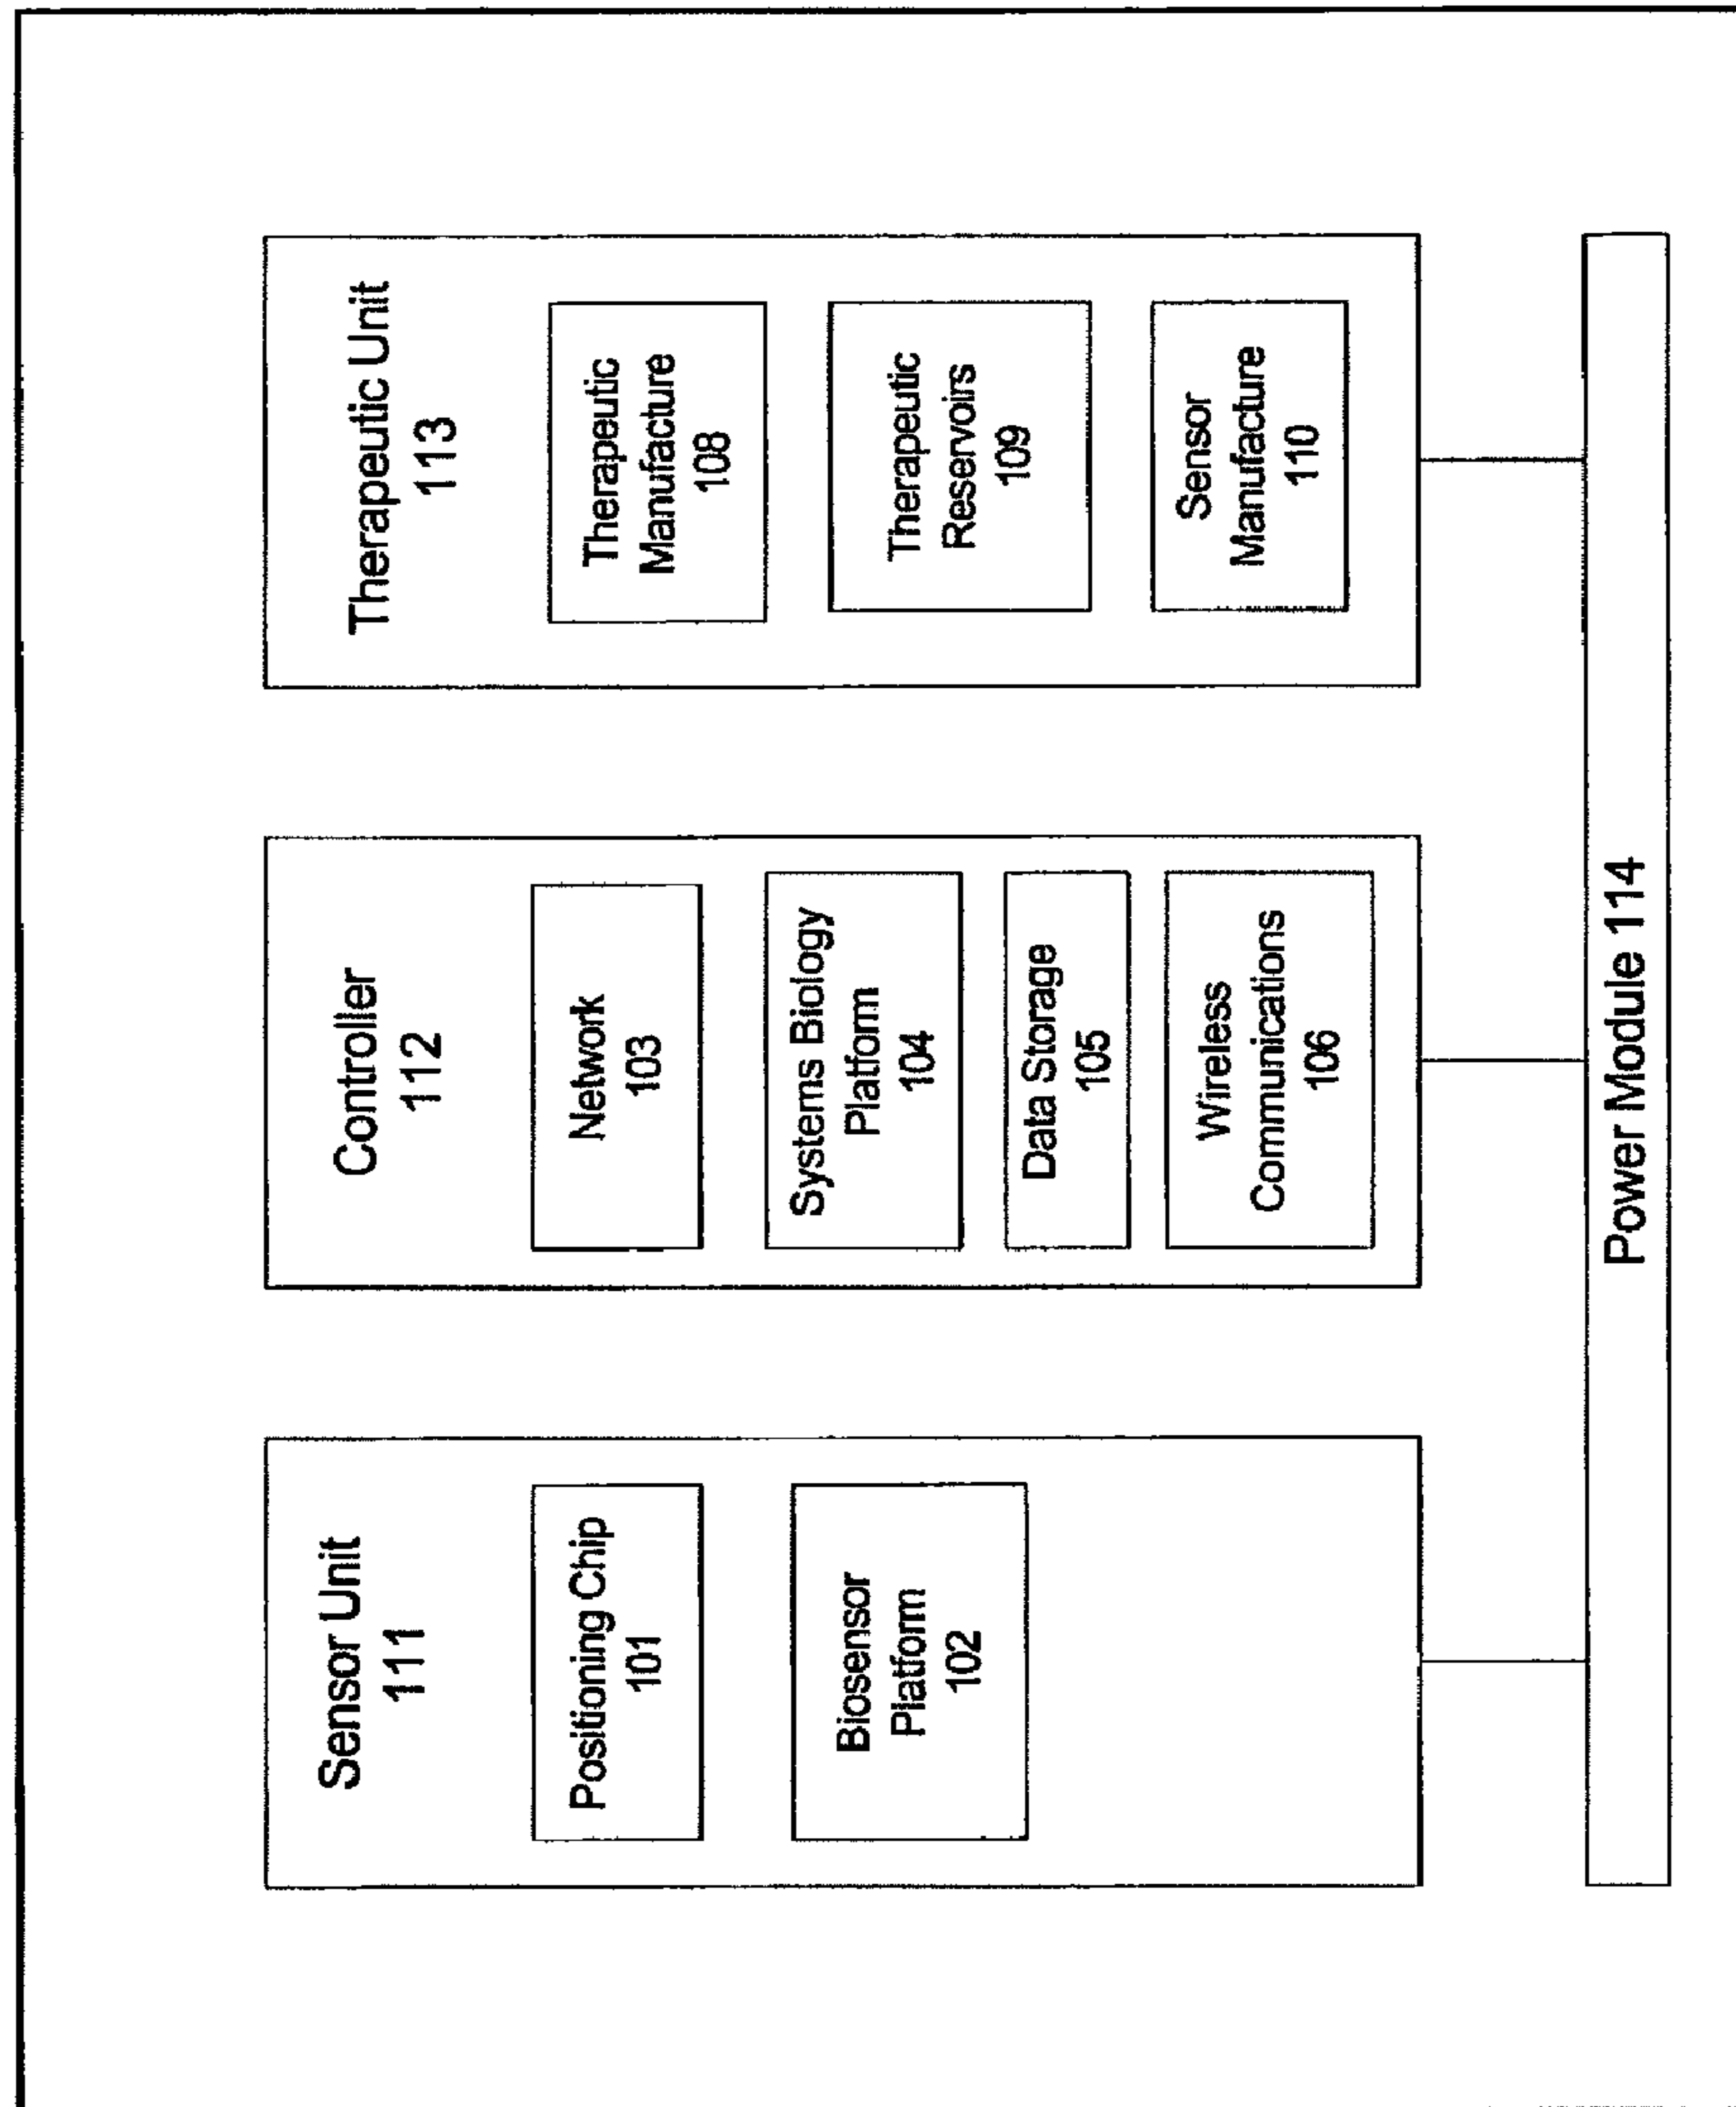 Sensor Unit
111
Positioning Chip
101
Biosensor
Platform
102
Controller
112
Network
103
Systems Biology
Platform
104
Data Storage
105
Wireless
Communications
106
Therapeutic Unit
113
Therapeutic
Manufacture
108
Therapeutic
Reservoirs
109
Sensor
Manufacture
110
Power Module 114